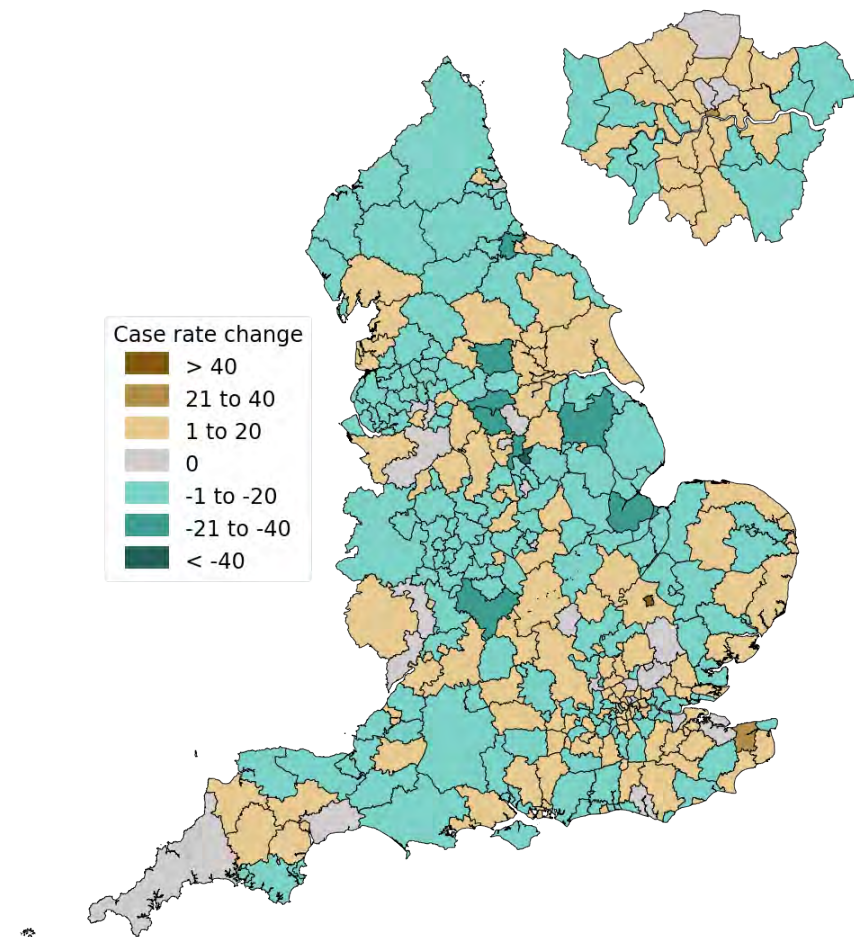 Case rate change
> 40
21 to 40
1 to 20
0
-1 to -20
-21 to -40
< -40